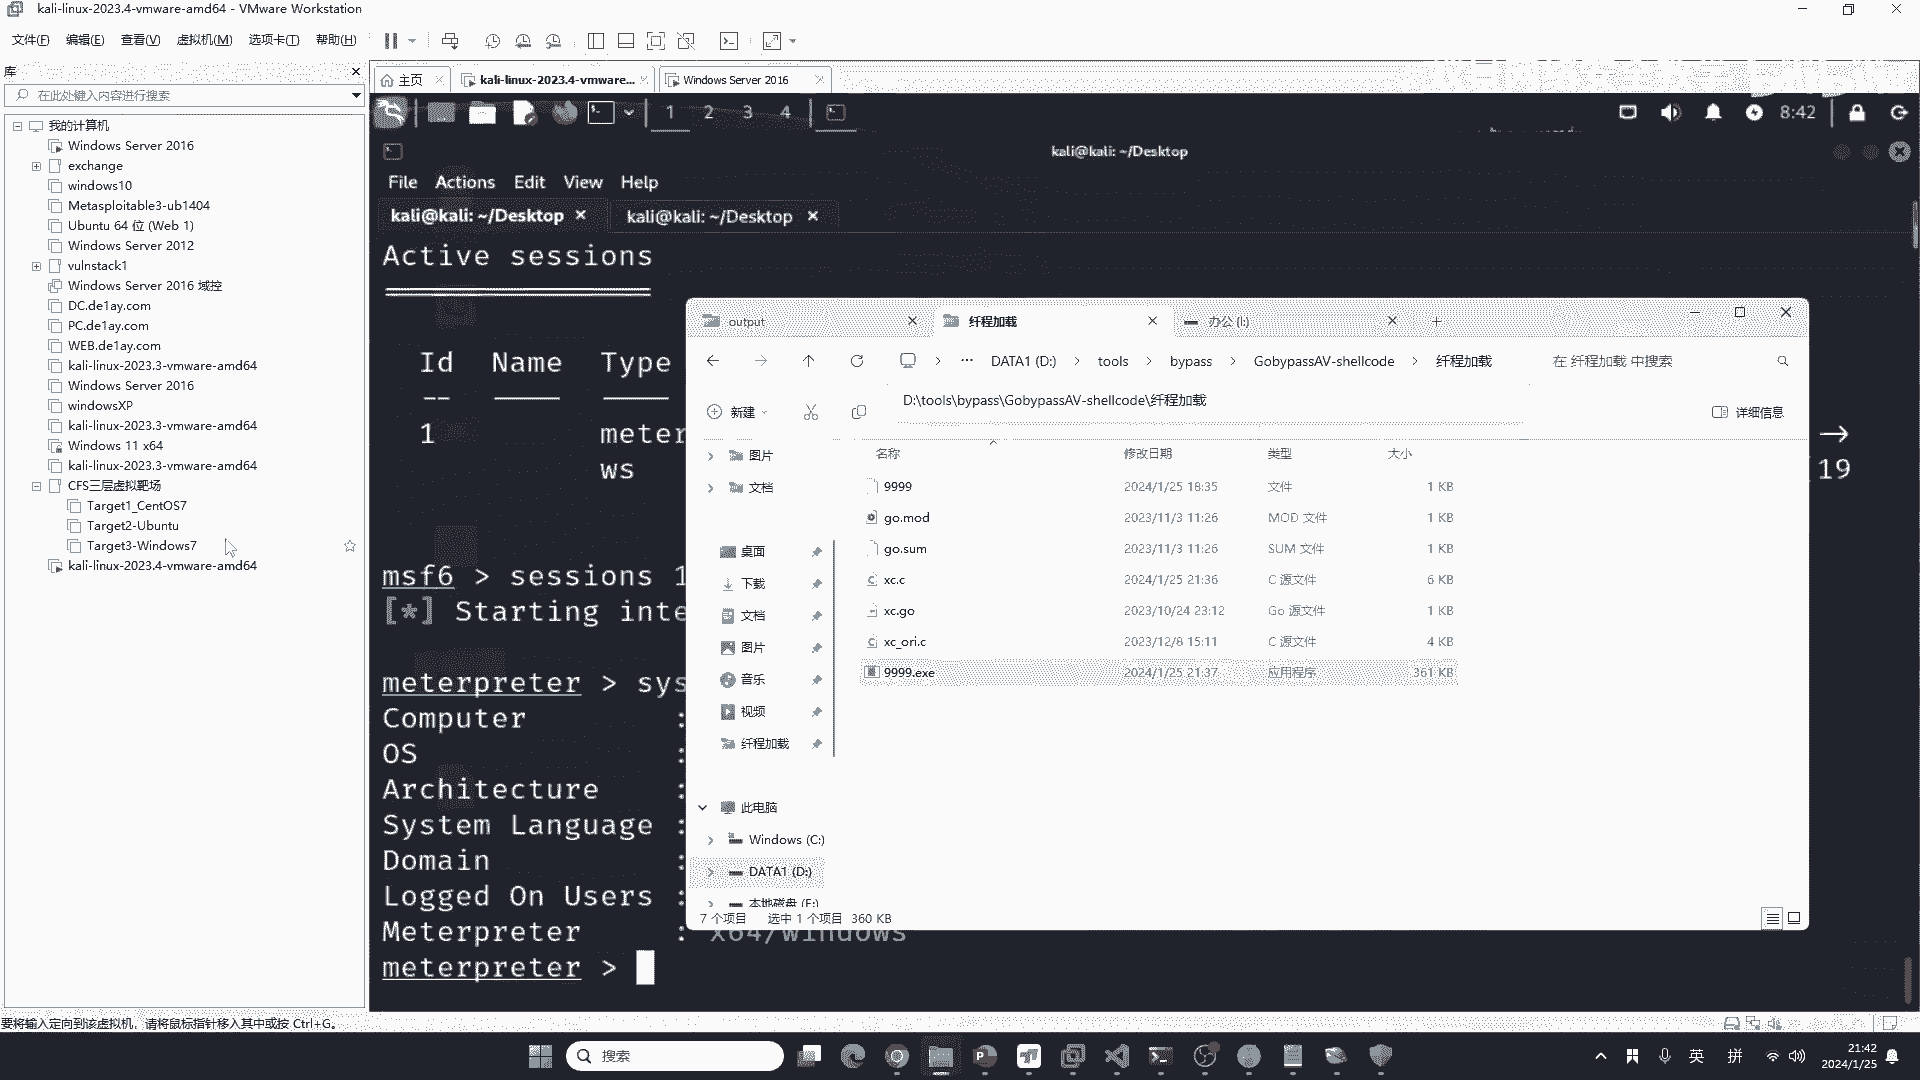 kali-linux-2023.4-vmware-amd64 - VMware Workstation
文件(F) 编辑(E) 查看(V) 虚拟机(M) 选项卡(T) 帮助(H)
库
在此处键入内容进行搜索
我的计算机
Windows Server 2016
exchange
windows10
Metasploitable3-ub1404
Ubuntu 64 位 (Web 1)
Windows Server 2012
vulnstack1
Windows Server 2016 域控
DC.de1ay.com
PC.de1ay.com
WEB.de1ay.com
kali-linux-2023.3-vmware-amd64
Windows Server 2016
windowsXP
kali-linux-2023.3-vmware-amd64
Windows 11 x64
kali-linux-2023.3-vmware-amd64
CFS三层虚拟靶场
Target1_CentOS7
Target2-Ubuntu
Target3-Windows7
kali-linux-2023.4-vmware-amd64
主页 kali-linux-2023.4-vmware... Windows Server 2016
1 2 3 4 8:42
kali@kali: ~/Desktop
File Actions Edit View Help
kali@kali: ~/Desktop kali@kali: ~/Desktop
Active sessions
Id Name Type
1 meter → 
ws 19
msf6 > sessions 1
[*] Starting inte
meterpreter > sys
Computer :
OS :
Architecture :
System Language :
Domain :
Logged On Users :
Meterpreter : x64/windows
meterpreter >
output 纤程加载 办公 (I:)
DATA1 (D:) tools bypass GobypassAV-shellcode 纤程加载 在 纤程加载 中搜索
新建 D:\tools\bypass\GobypassAV-shellcode\纤程加载 详细信息
图片
文档
桌面
下载
文档
图片
音乐
视频
纤程加载
此电脑
Windows (C:)
DATA1 (D:)
本地磁盘 (E:)
名称 修改日期 类型 大小
9999 2024/1/25 18:35 文件 1 KB
go.mod 2023/11/3 11:26 MOD 文件 1 KB
go.sum 2023/11/3 11:26 SUM 文件 1 KB
xc.c 2024/1/25 21:36 C 源文件 6 KB
xc.go 2023/10/24 23:12 Go 源文件 1 KB
xc_ori.c 2023/12/8 15:11 C 源文件 4 KB
9999.exe 2024/1/25 21:37 应用程序 361 KB
7 个项目 选中 1 个项目 360 KB
要将输入定向到该虚拟机，请将鼠标指针移入其中或按 Ctrl+G。
搜索
英 拼 21:42
2024/1/25